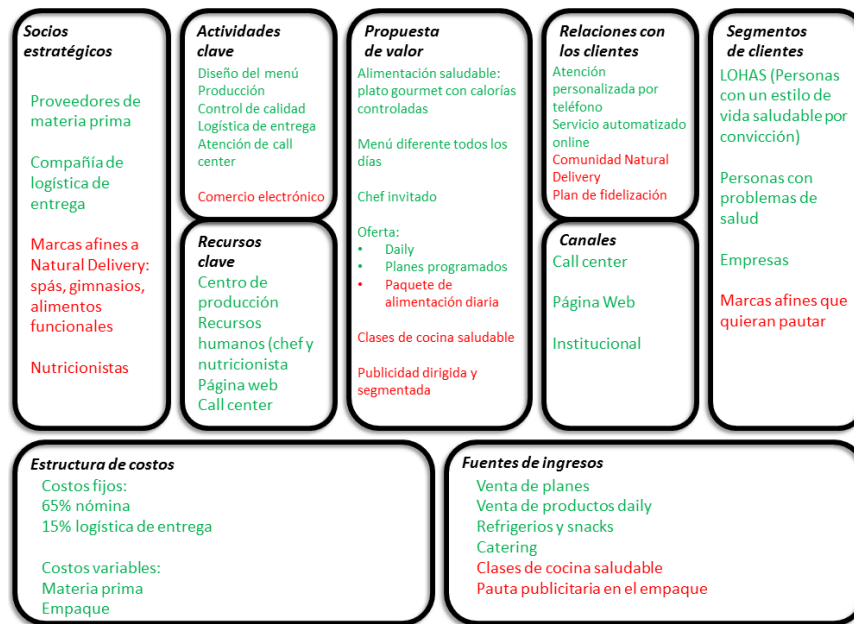 Socios
estratégicos
Proveedores de
materia prima
Compañía de
logística de
entrega
Marcas afines a
Natural Delivery:
spás, gimnasios,
alimentos
funcionales
Nutricionistas
Actividades
clave
Diseño del menú
Producción
Control de calidad
Logística de entrega
Atención de call
center
Comercio electrónico
Recursos
clave
Centro de
producción
Recursos
humanos (chef y
nutricionista
Página web
Call center
Propuesta
de valor
Alimentación saludable:
plato gourmet con calorías
controladas
Menú diferente todos los
días
Chef invitado
Oferta:
• Daily
• Planes programados
• Paquete de
alimentación diaria
Clases de cocina saludable
Publicidad dirigida y
segmentada
Relaciones con
los clientes
Atención
personalizada por
teléfono
Servicio automatizado
online
Comunidad Natural
Delivery
Plan de fidelización
Canales
Call center
Página Web
Institucional
Segmentos
de clientes
LOHAS (Personas
con un estilo de
vida saludable por
convicción)
Personas con
problemas de
salud
Empresas
Marcas afines que
quieran pautar
Estructura de costos
Costos fijos:
65% nómina
15% logística de entrega
Costos variables:
Materia prima
Empaque
Fuentes de ingresos
Venta de planes
Venta de productos daily
Refrigerios y snacks
Catering
Clases de cocina saludable
Pauta publicitaria en el empaque